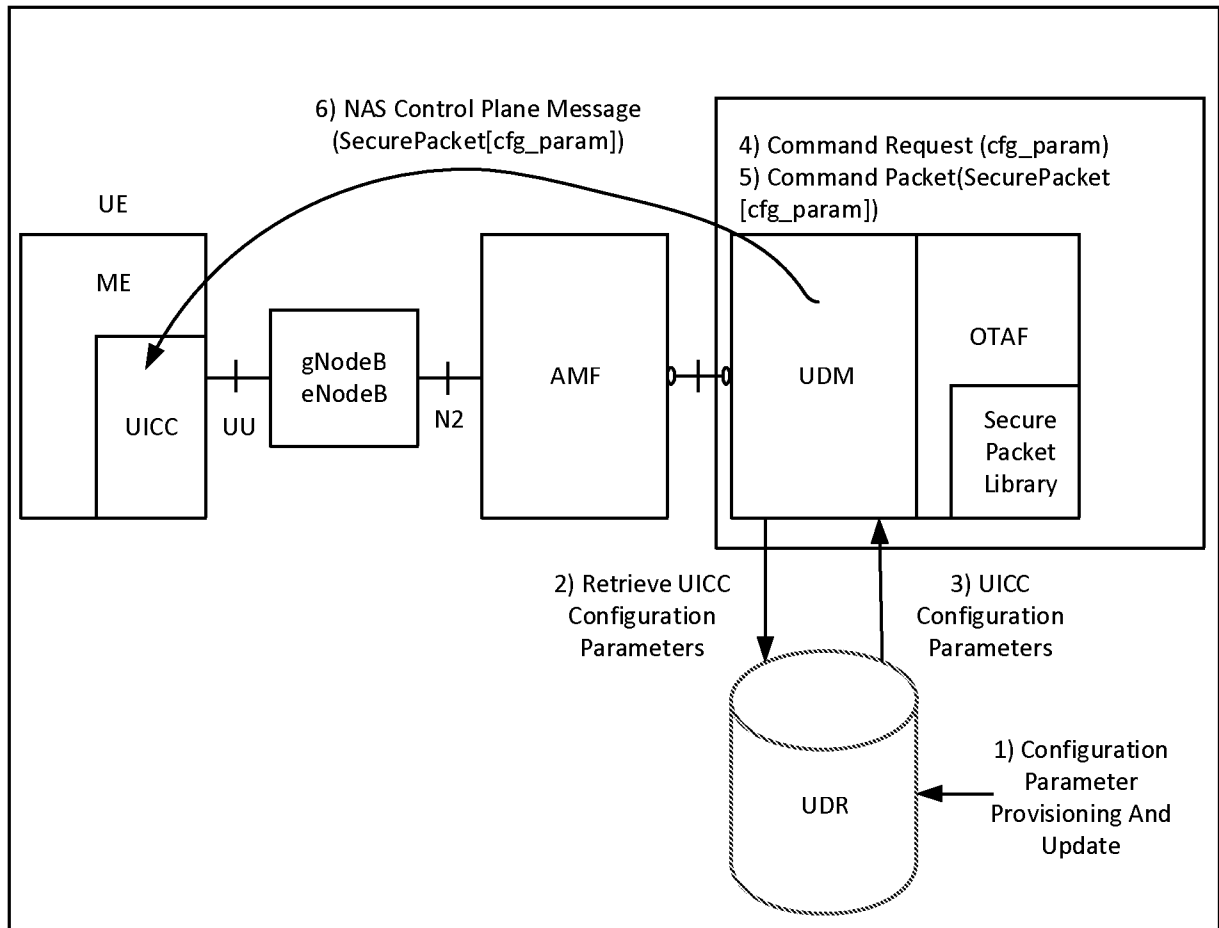 6) NAS Control Plane Message
(SecurePacket[cfg_param])
4) Command Request (cfg_param)
5) Command Packet(SecurePacket
[cfg_param])
UE
ME
UICC
UU
gNodeB
eNodeB
N2
AMF
UDM
OTAF
Secure
Packet
Library
2) Retrieve UICC
Configuration
Parameters
3) UICC
Configuration
Parameters
UDR
1) Configuration
Parameter
Provisioning And
Update